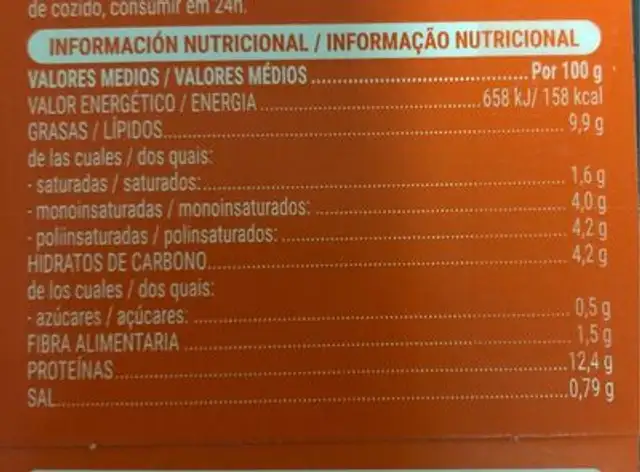 de cozido, consumir em 24h.
INFORMACIÓN NUTRICIONAL / INFORMAÇÃO NUTRICIONAL
VALORES MEDIOS / VALORES MÉDIOS ........ Por 100 g
VALOR ENERGÉTICO / ENERGIA ........ 658 kJ/ 158 kcal
GRASAS / LÍPIDOS ........ 9,9 g
de las cuales / dos quais:
- saturadas / saturados: ........ 1,6 g
- monoinsaturadas / monoinsaturados: ........ 4,0 g
- poliinsaturadas / polinsaturados: ........ 4,2 g
HIDRATOS DE CARBONO ........ 4,2 g
de los cuales / dos quais:
- azúcares / açúcares: ........ 0,5 g
FIBRA ALIMENTARIA ........ 1,5 g
PROTEÍNAS ........ 12,4 g
SAL ........ 0,79 g